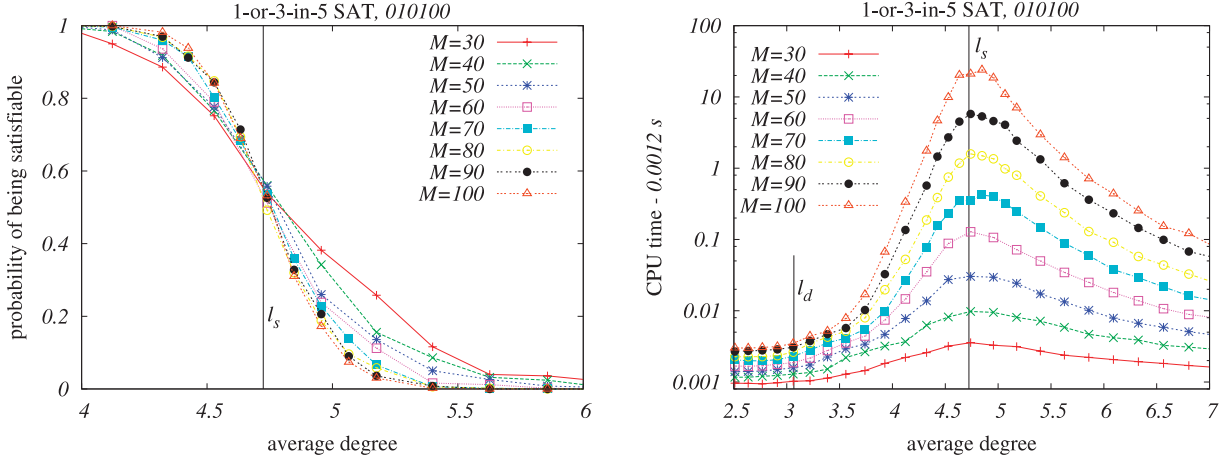 1-or-3-in-5 SAT, 010100
probability of being satisfiable
1
0.8
0.6
0.4
0.2
0
4
4.5
5
5.5
6
average degree
M=30
M=40
M=50
M=60
M=70
M=80
M=90
M=100
l_s
1-or-3-in-5 SAT, 010100
CPU time - 0.0012 s
100
10
1
0.1
0.01
0.001
2.5
3
3.5
4
4.5
5
5.5
6
6.5
7
average degree
M=30
M=40
M=50
M=60
M=70
M=80
M=90
M=100
l_s
l_d